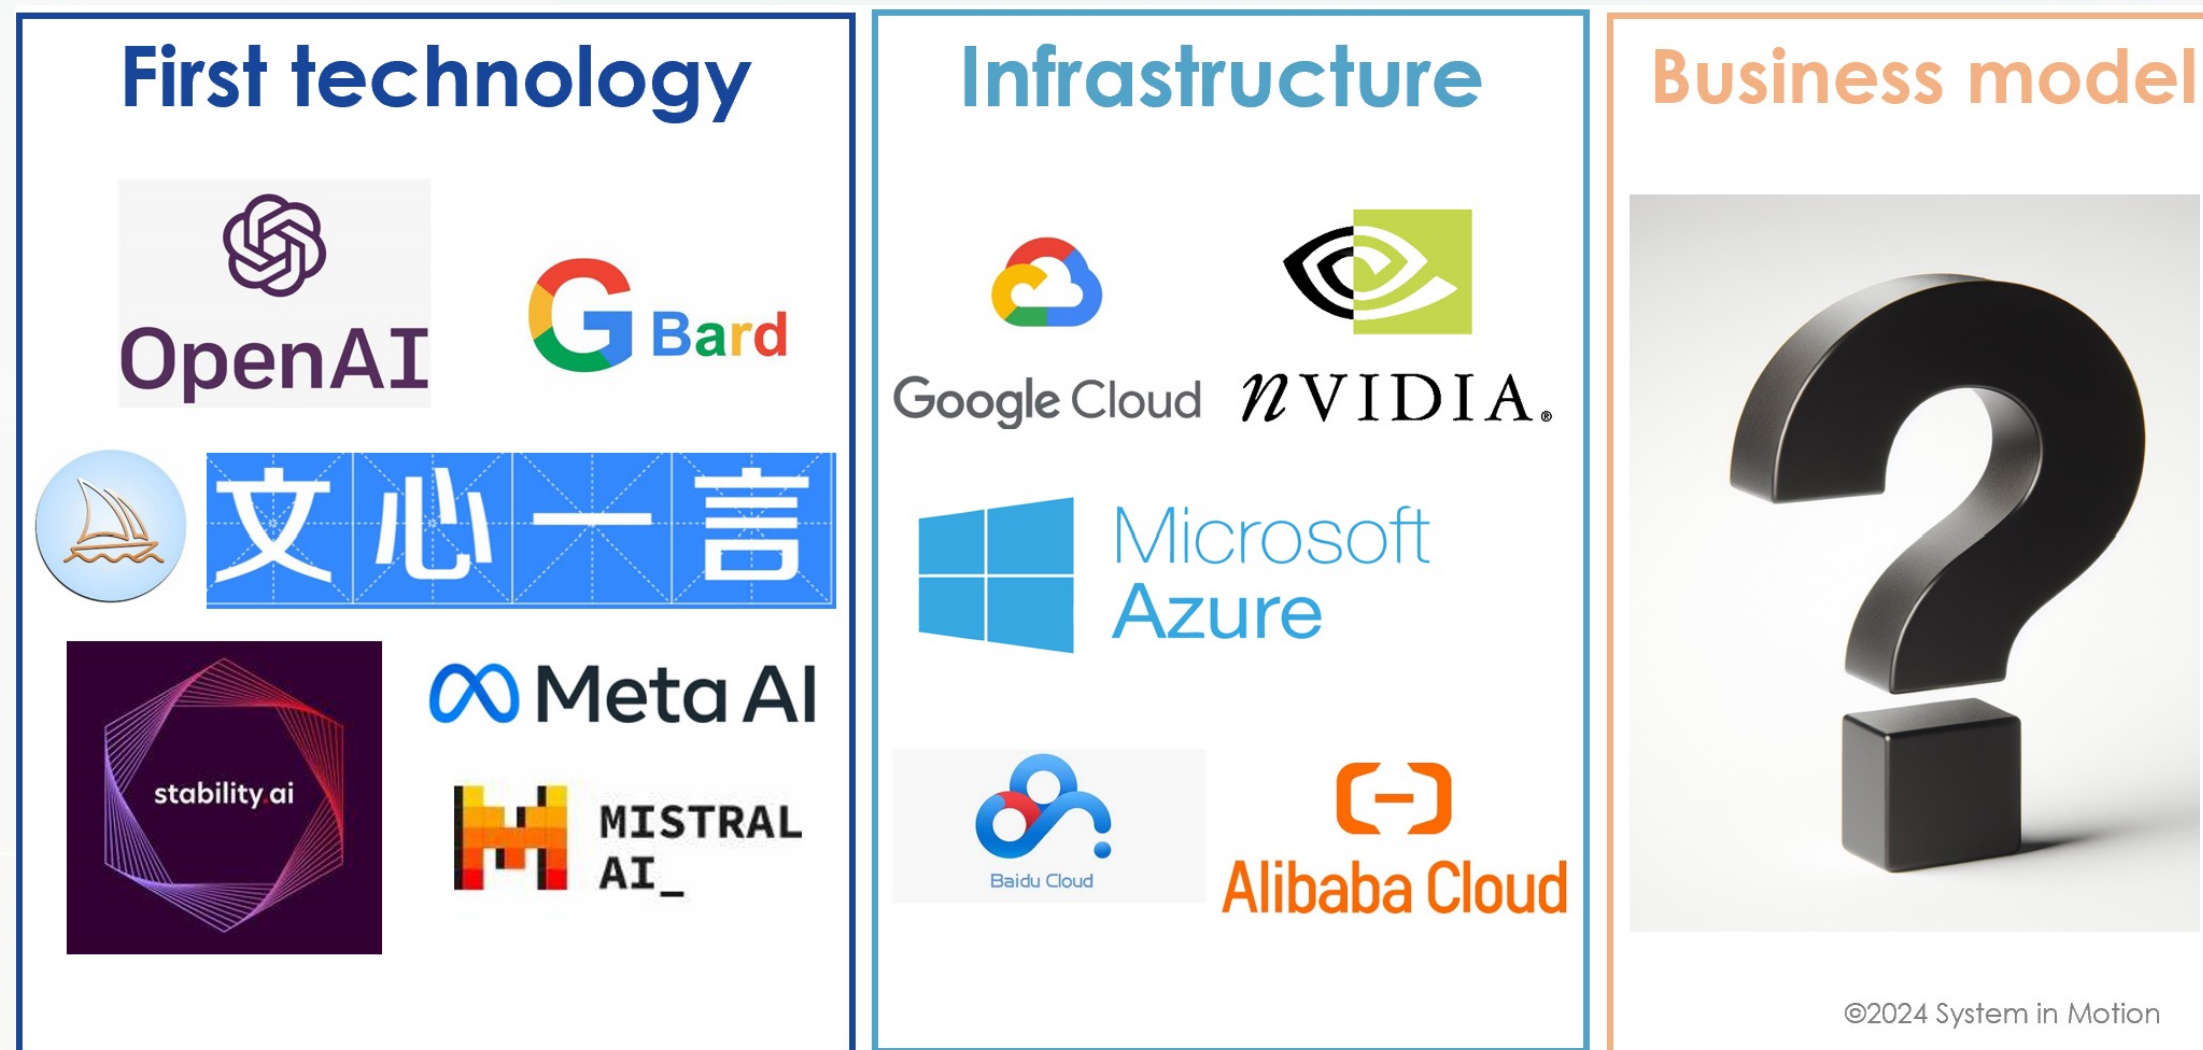 First technology
OpenAI
G Bard
文心一言
stability.ai
Meta AI
MISTRAL
AI_
Infrastructure
Google Cloud
nVIDIA®
Microsoft
Azure
Baidu Cloud
Alibaba Cloud
Business model
?
©2024 System in Motion